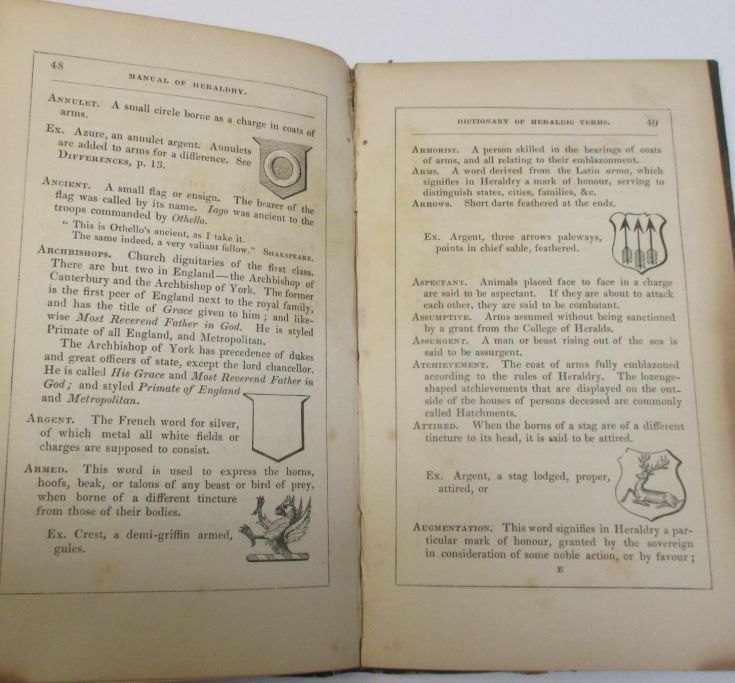 48
MANUAL OF HERALDRY.
ANNULET. A small circle borne as a charge in coats of
arms.
Ex. Azure, an annulet argent. Annulets
are added to arms for a difference. See
DIFFERENCES, p. 13.
ANCIENT. A small flag or ensign. The bearer of the
flag was called by its name. Iago was ancient to the
troops commanded by Othello.
" This is Othello's ancient, as I take it.
The same indeed, a very valiant fellow." SHAKSPEARE.
ARCHBISHOPS. Church dignitaries of the first class.
There are but two in England—the Archbishop of
Canterbury and the Archbishop of York. The former
is the first peer of England next to the royal family,
and has the title of Grace given to him; and like-
wise Most Reverend Father in God. He is styled
Primate of all England, and Metropolitan.
The Archbishop of York has precedence of dukes
and great officers of state, except the lord chancellor.
He is called His Grace and Most Reverend Father in
God; and styled Primate of England
and Metropolitan.
ARGENT. The French word for silver,
of which metal all white fields or
charges are supposed to consist.
ARMED. This word is used to express the horns,
hoofs, beak, or talons of any beast or bird of prey,
when borne of a different tincture
from those of their bodies.
Ex. Crest, a demi-griffin armed,
gules.
DICTIONARY OF HERALDIC TERMS. 49
ARMORIST. A person skilled in the bearings of coats
of arms, and all relating to their emblazonment.
ARMS. A word derived from the Latin arma, which
signifies in Heraldry a mark of honour, serving to
distinguish states, cities, families, &c.
ARROWS. Short darts feathered at the ends.
Ex. Argent, three arrows paleways,
points in chief sable, feathered.
ASPECTANT. Animals placed face to face in a charge
are said to be aspectant. If they are about to attack
each other, they are said to be combatant.
ASSUMPTIVE. Arms assumed without being sanctioned
by a grant from the College of Heralds.
ASSURGENT. A man or beast rising out of the sea is
said to be assurgent.
ATCHIEVEMENT. The coat of arms fully emblazoned
according to the rules of Heraldry. The lozenge-
shaped atchievements that are displayed on the out-
side of the houses of persons deceased are commonly
called Hatchments.
ATTIRED. When the horns of a stag are of a different
tincture to its head, it is said to be attired.
Ex. Argent, a stag lodged, proper,
attired, or
AUGMENTATION. This word signifies in Heraldry a par-
ticular mark of honour, granted by the sovereign
in consideration of some noble action, or by favour;
E